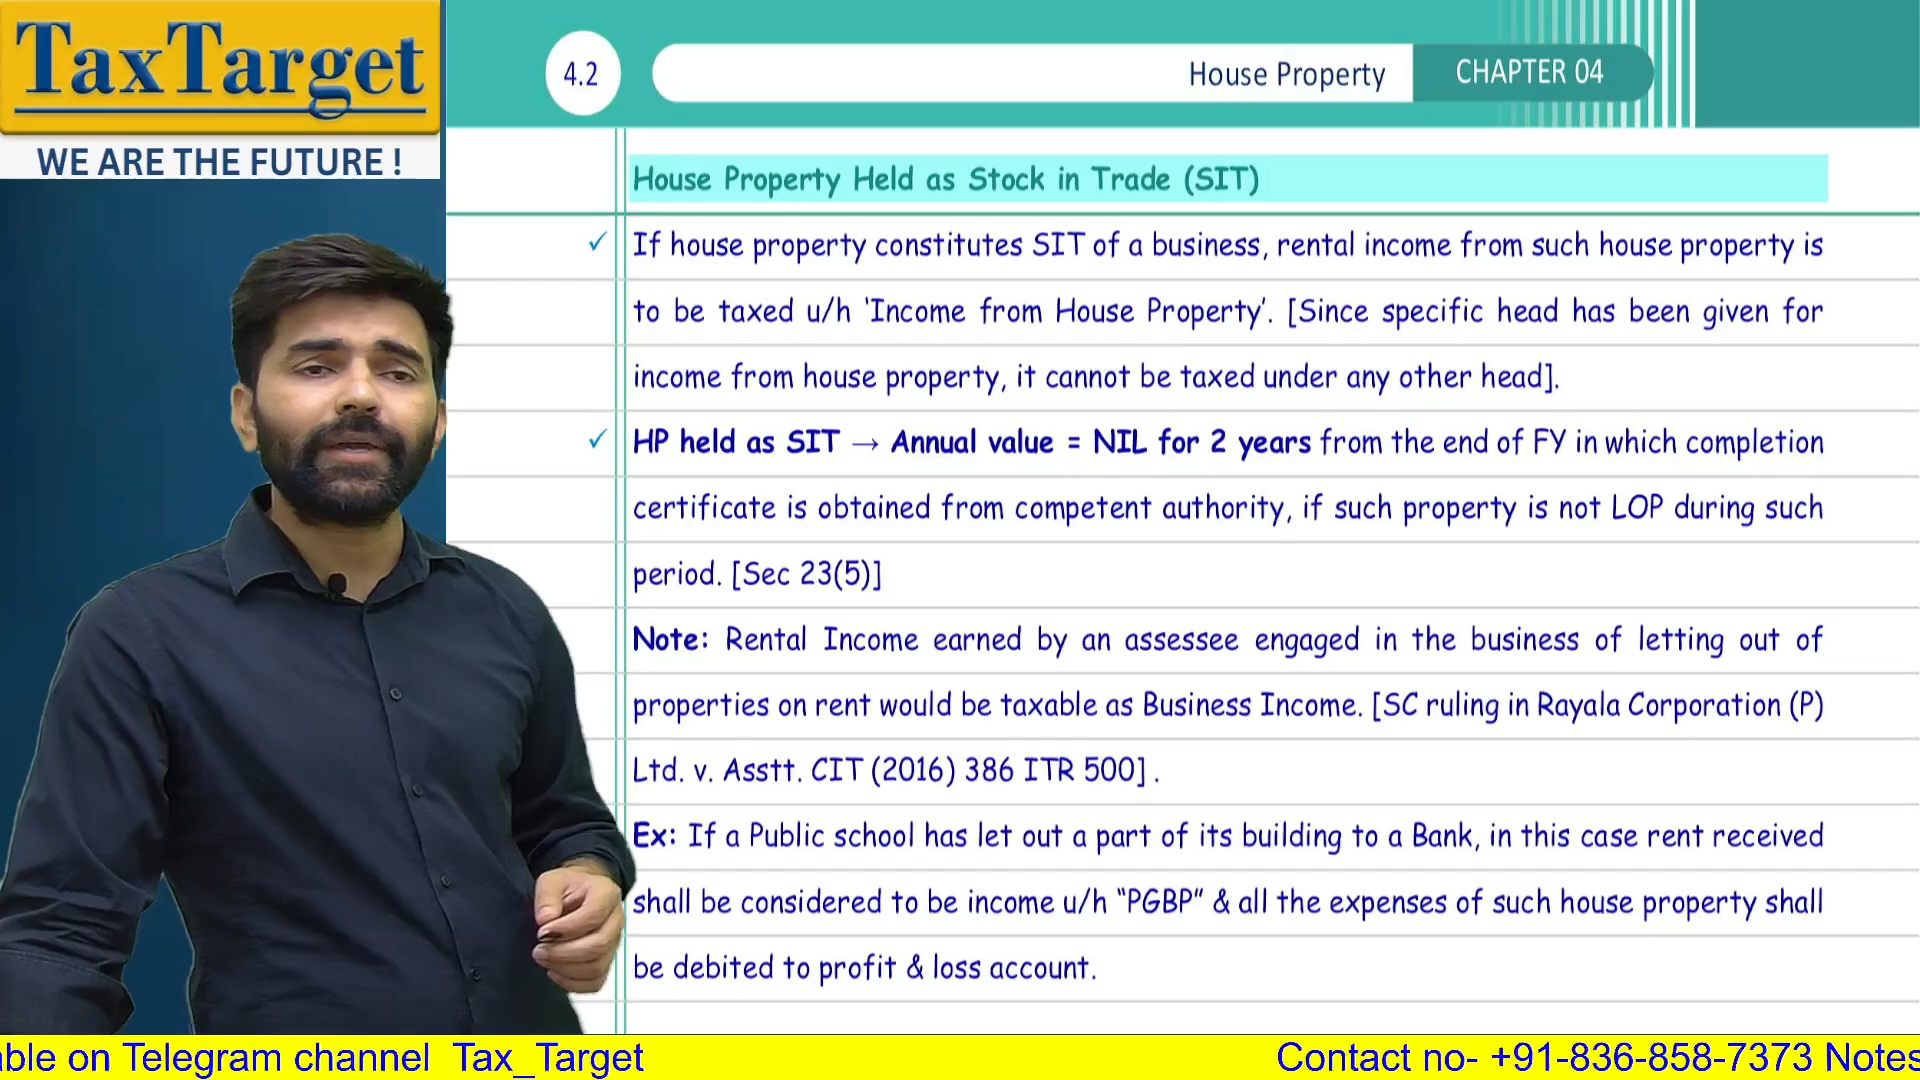 TaxTarget
WE ARE THE FUTURE !
4.2
House Property
CHAPTER 04
House Property Held as Stock in Trade (SIT)
✓ If house property constitutes SIT of a business, rental income from such house property is
to be taxed u/h ‘Income from House Property’. [Since specific head has been given for
income from house property, it cannot be taxed under any other head].
✓ HP held as SIT → Annual value = NIL for 2 years from the end of FY in which completion
certificate is obtained from competent authority, if such property is not LOP during such
period. [Sec 23(5)]
Note: Rental Income earned by an assessee engaged in the business of letting out of
properties on rent would be taxable as Business Income. [SC ruling in Rayala Corporation (P)
Ltd. v. Asstt. CIT (2016) 386 ITR 500] .
Ex: If a Public school has let out a part of its building to a Bank, in this case rent received
shall be considered to be income u/h “PGBP” & all the expenses of such house property shall
be debited to profit & loss account.
able on Telegram channel Tax_Target
Contact no- +91-836-858-7373 Notes